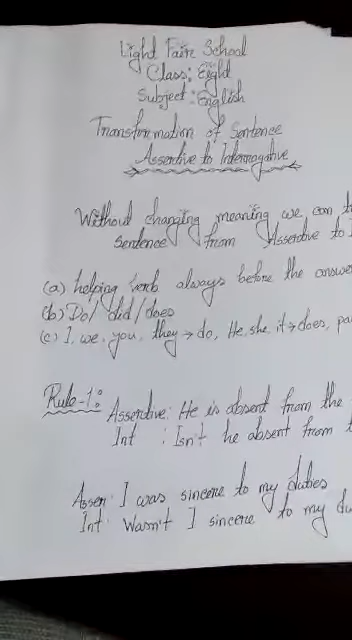 Light Fair School
Class: Eight
Subject: English
Transformation of Sentence
Assertive to Interrogative
Without changing meaning we can
Sentence from Assertive to
(a) helping verb always before the
(b) Do/ did/does
(c) I, we, you, they → do, He, she it → does,
Rule-1:
Assertive: He is absent from the
Int : Isn't he absent from
Asser: I was sincere to my duties
Int: Wasn't I sincere to my